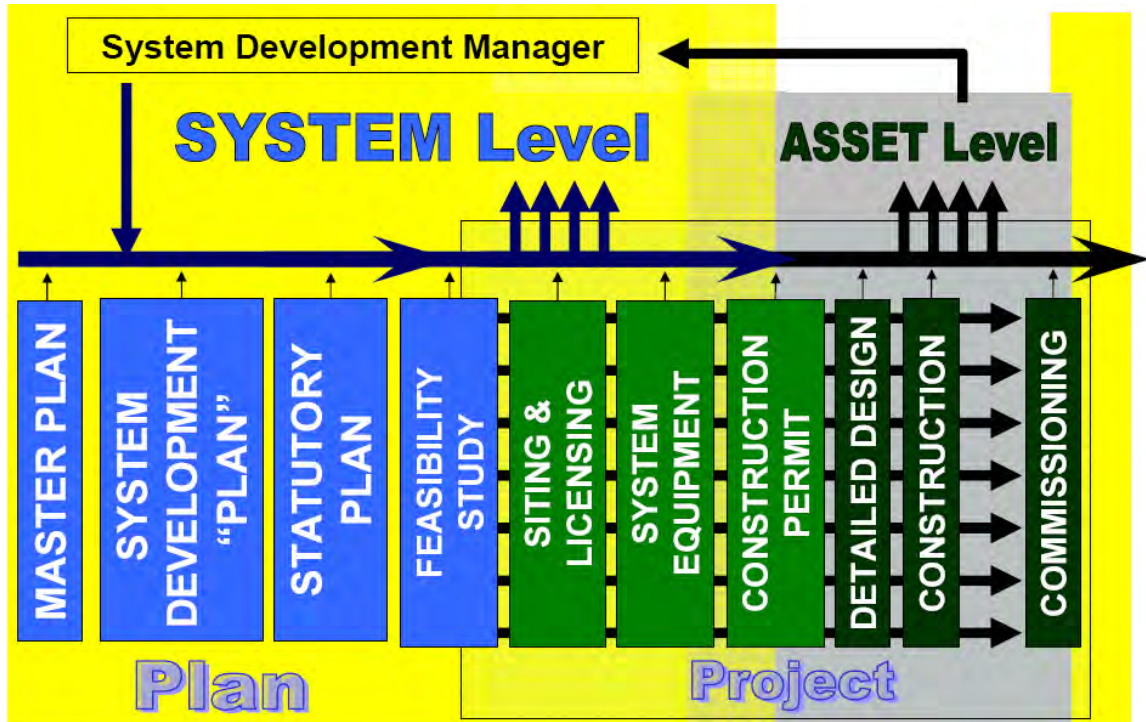 System Development Manager
SYSTEM Level
ASSET Level
MASTER PLAN
SYSTEM
DEVELOPMENT
“PLAN”
STATUTORY
PLAN
FEASIBILITY
STUDY
SITING &
LICENSING
SYSTEM
EQUIPMENT
CONSTRUCTION
PERMIT
DETAILED DESIGN
CONSTRUCTION
COMMISSIONING
Plan
Project